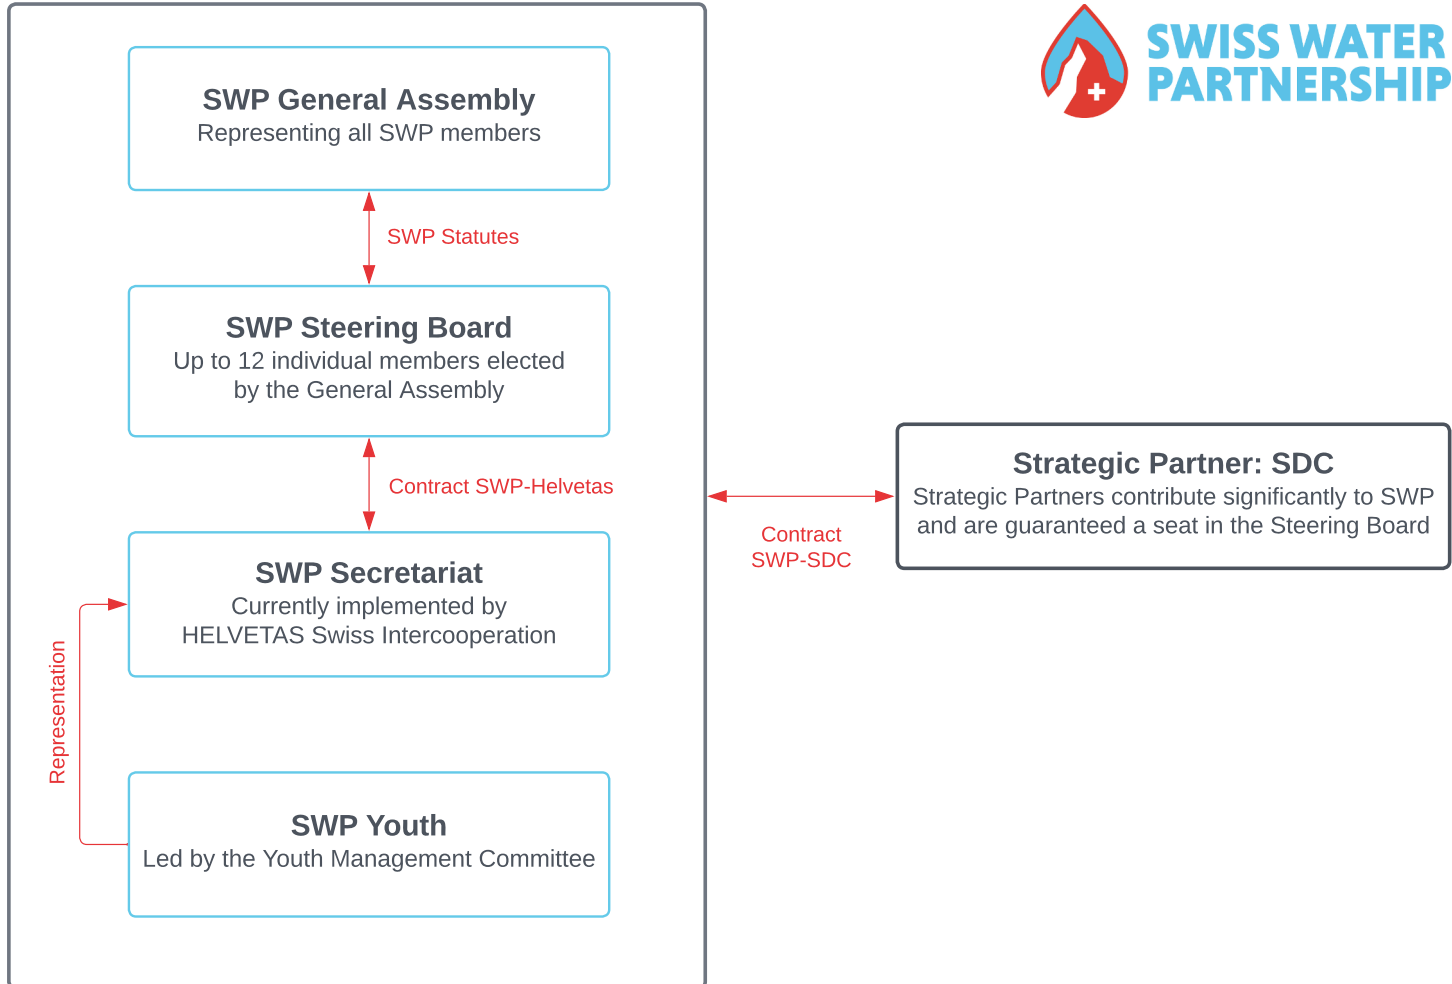 SWISS WATER
PARTNERSHIP
SWP General Assembly
Representing all SWP members
SWP Statutes
SWP Steering Board
Up to 12 individual members elected
by the General Assembly
Contract SWP-Helvetas
SWP Secretariat
Currently implemented by
HELVETAS Swiss Intercooperation
Representation
SWP Youth
Led by the Youth Management Committee
Contract
SWP-SDC
Strategic Partner: SDC
Strategic Partners contribute significantly to SWP
and are guaranteed a seat in the Steering Board